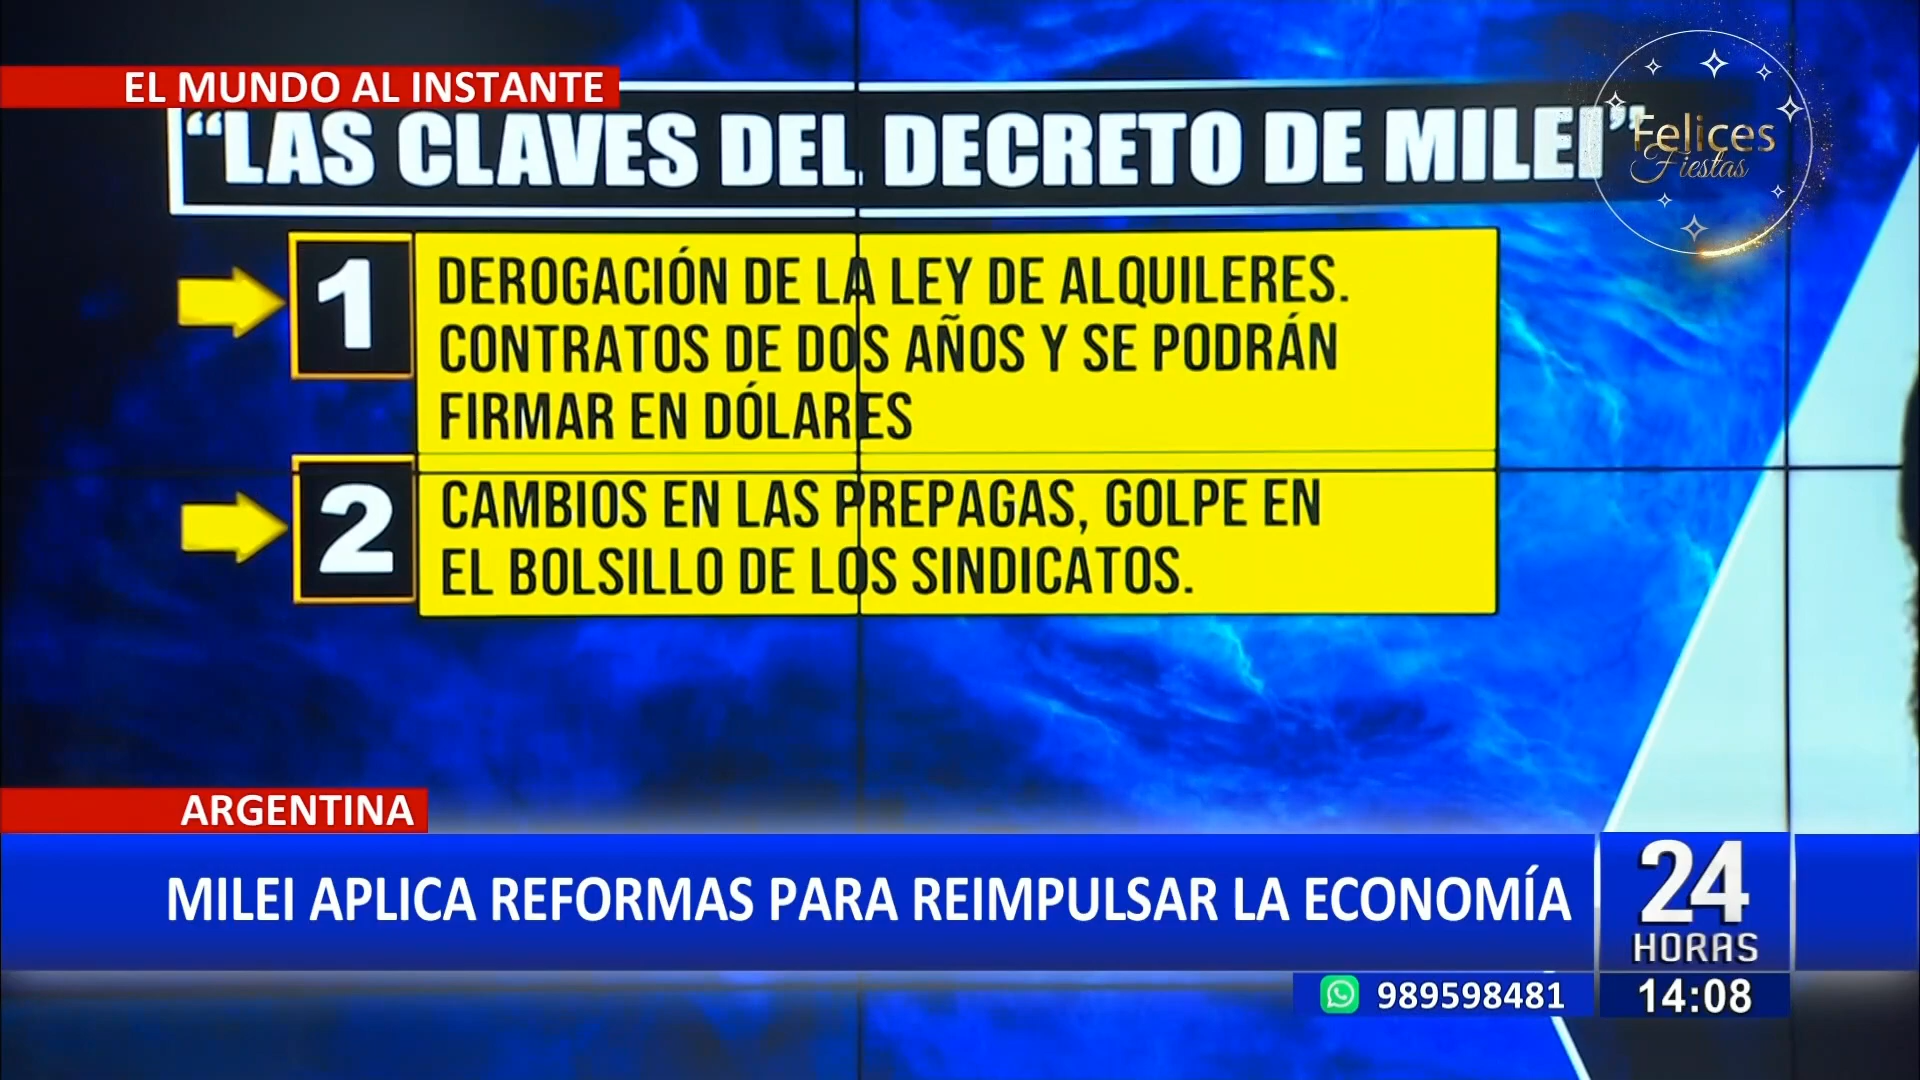 EL MUNDO AL INSTANTE
“LAS CLAVES DEL DECRETO DE MILEI”
Felices
Fiestas
1
DEROGACIÓN DE LA LEY DE ALQUILERES.
CONTRATOS DE DOS AÑOS Y SE PODRÁN
FIRMAR EN DÓLARES
2
CAMBIOS EN LAS PREPAGAS, GOLPE EN
EL BOLSILLO DE LOS SINDICATOS.
ARGENTINA
MILEI APLICA REFORMAS PARA REIMPULSAR LA ECONOMÍA
24
HORAS
989598481
14:08